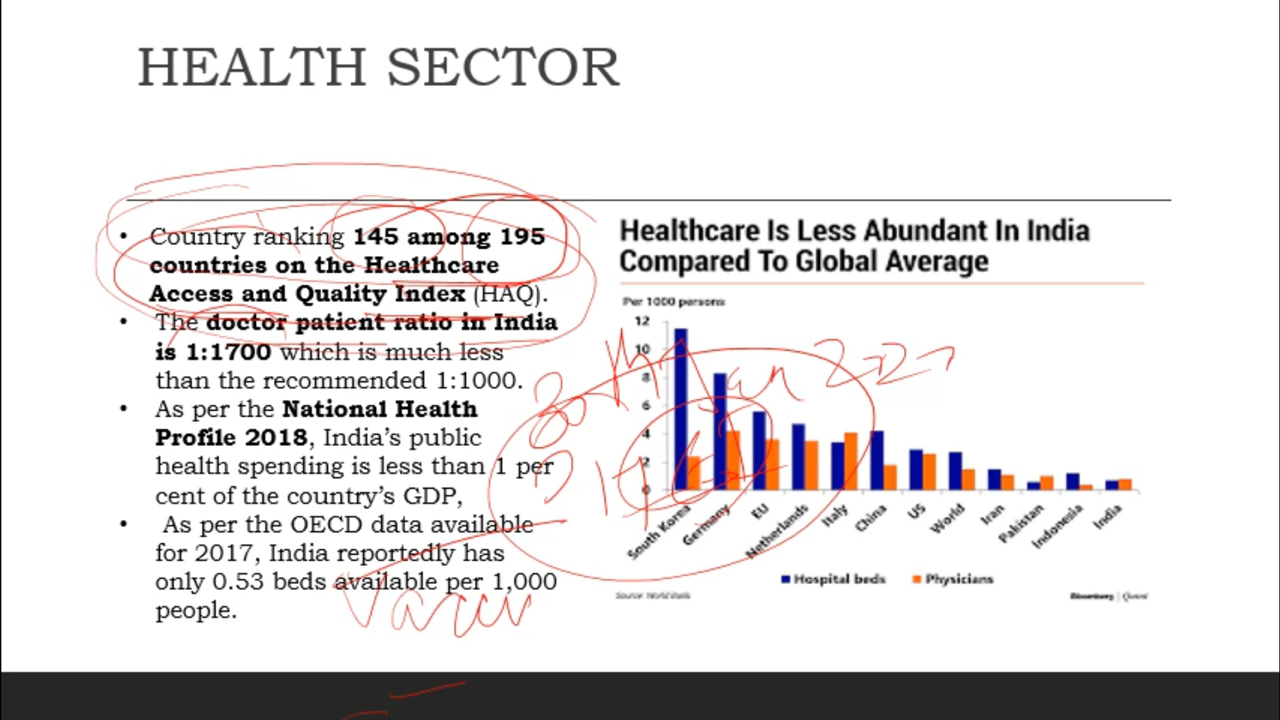 HEALTH SECTOR
• Country ranking 145 among 195
countries on the Healthcare
Access and Quality Index (HAQ).
• The doctor patient ratio in India
is 1:1700 which is much less
than the recommended 1:1000.
• As per the National Health
Profile 2018, India's public
health spending is less than 1 per
cent of the country's GDP,
• As per the OECD data available
for 2017, India reportedly has
only 0.53 beds available per 1,000
people.
Healthcare Is Less Abundant In India
Compared To Global Average
Per 1000 persons
12
10
8
6
4
2
0
South Korea
Germany
EU
Netherlands
Italy
China
US
World
Iran
Pakistan
Indonesia
India
Hospital beds
Physicians
Source: World Bank
Bloomberg | Quint
30th Jan